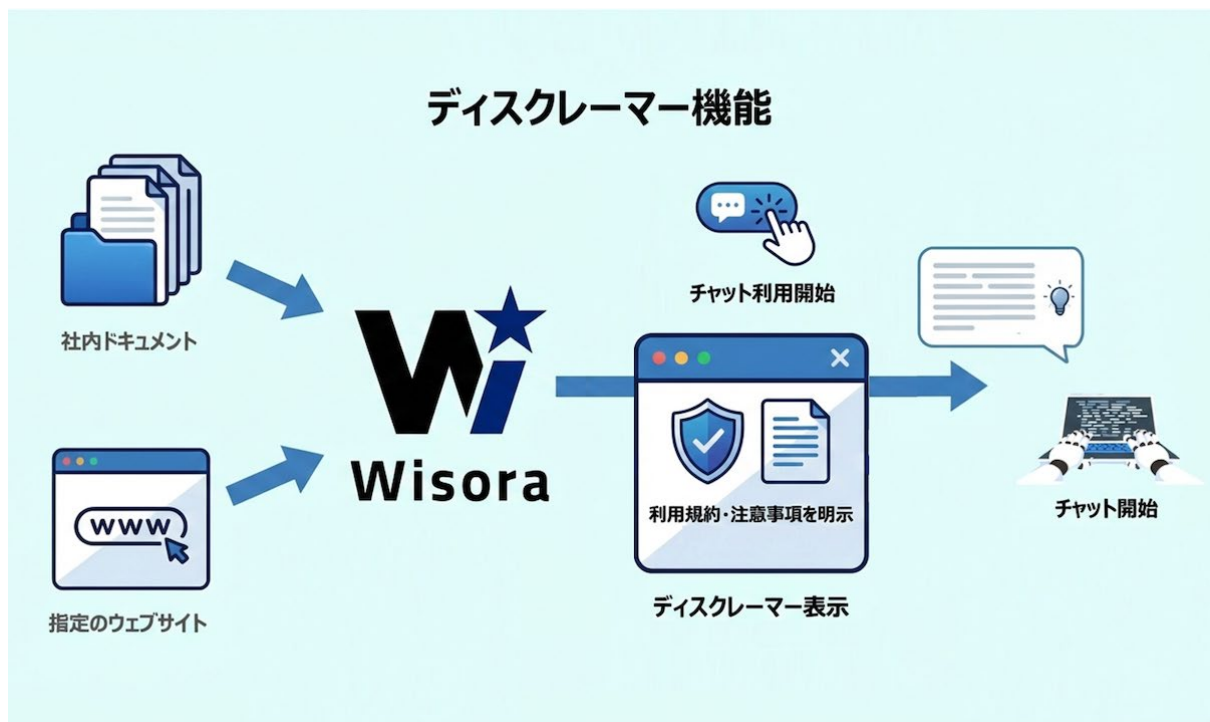 ディスクレーマー機能
社内ドキュメント
指定のウェブサイト
www
Wi
Wisora
チャット利用開始
利用規約・注意事項を明示
ディスクレーマー表示
チャット開始